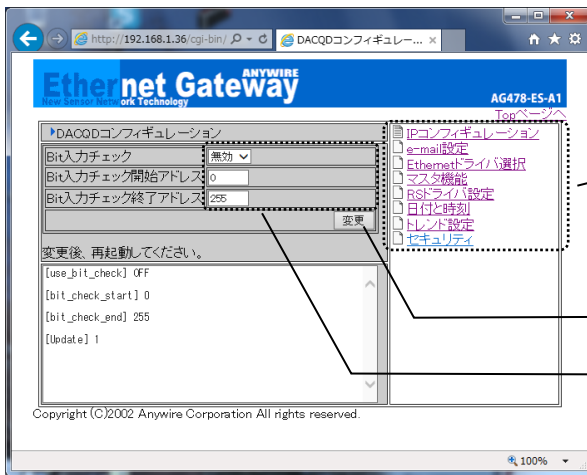 http://192.168.1.36/cgi-bin/
DACQDコンフィギュレー... ×
Ethernet Gateway
ANYWIRE
New Sensor Network Technology
AG478-ES-A1
Topページへ
DACQDコンフィギュレーション
Bit入力チェック 無効
Bit入力チェック開始アドレス 0
Bit入力チェック終了アドレス 255
変更
変更後、再起動してください。
[use_bit_check] OFF
[bit_check_start] 0
[bit_check_end] 255
[Update] 1
IPコンフィギュレーション
e-mail設定
Ethernetドライバ選択
マスタ機能
RSドライバ設定
日付と時刻
トレンド設定
セキュリティ
Copyright (C)2002 Anywire Corporation All rights reserved.
100%